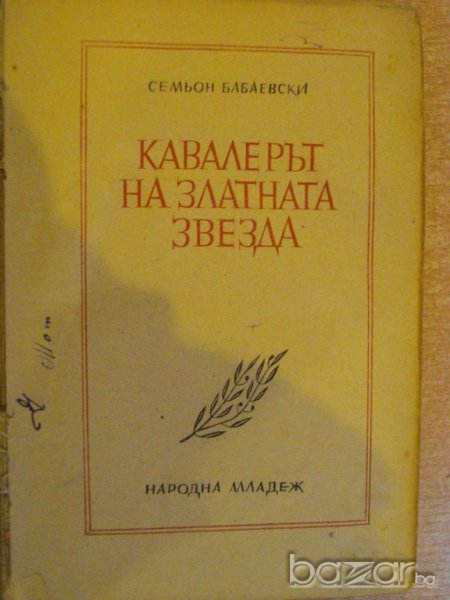 СЕМЬОН БАБАЕВСКИ
КАВАЛЕРЪТ
НА ЗЛАТНАТА
ЗВЕЗДА
НАРОДНА МЛАДЕЖ
bazar.bg